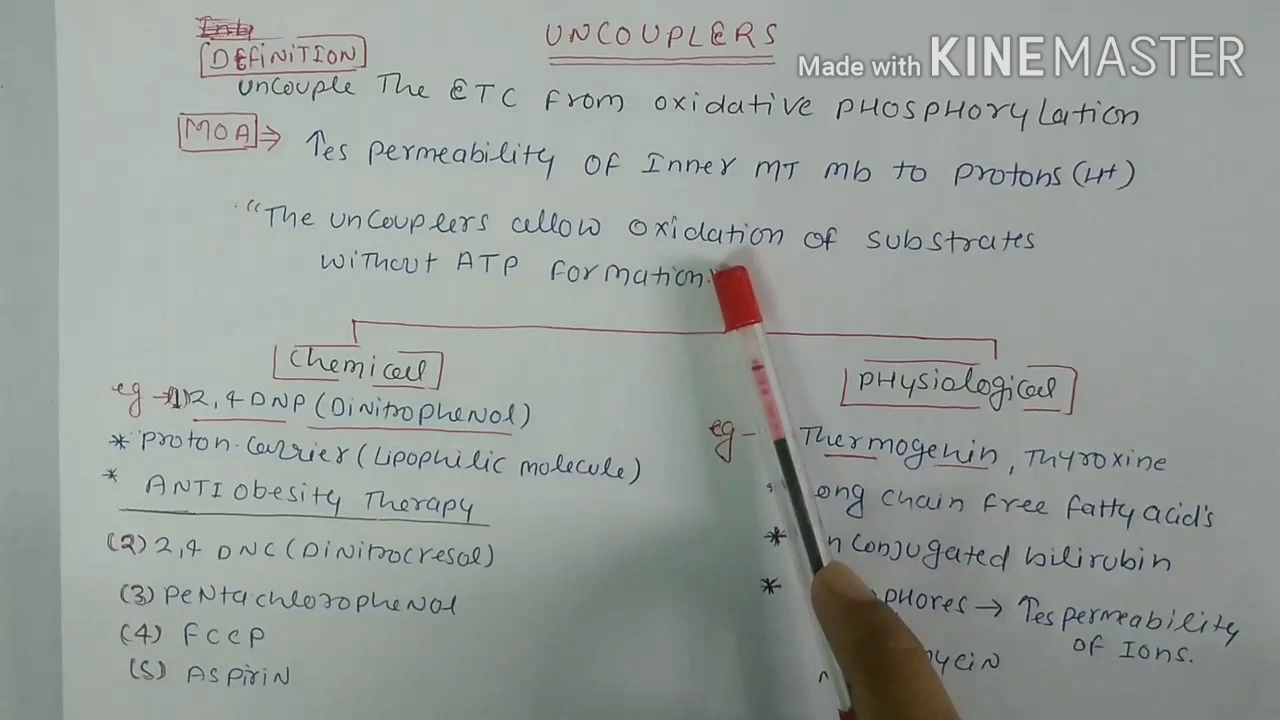 UNCOUPLERS
Made with KINEMASTER
DEFINITION
uncouple The ETC From oxidative PHOSPHORylation
MOA ⇒ ↑es permeability of Inner MT mb to protons (H+)
"The uncouplers allow oxidation of substrates
without ATP formation."
Chemical
PHysiological
eg → 1) 2,4 DNP (Dinitrophenol)
* Proton-carrier (Lipophilic molecule)
* ANTIObesity Therapy
(2) 2,4 DNC (Dinitrocresol)
(3) Pentachlorophenol
(4) FCCP
(5) Aspirin
eg - Thermogenin, Thyroxine
ong chain free fatty acid's
* n conjugated bilirubin
* phores → ↑es permeability
of Ions.
ycin